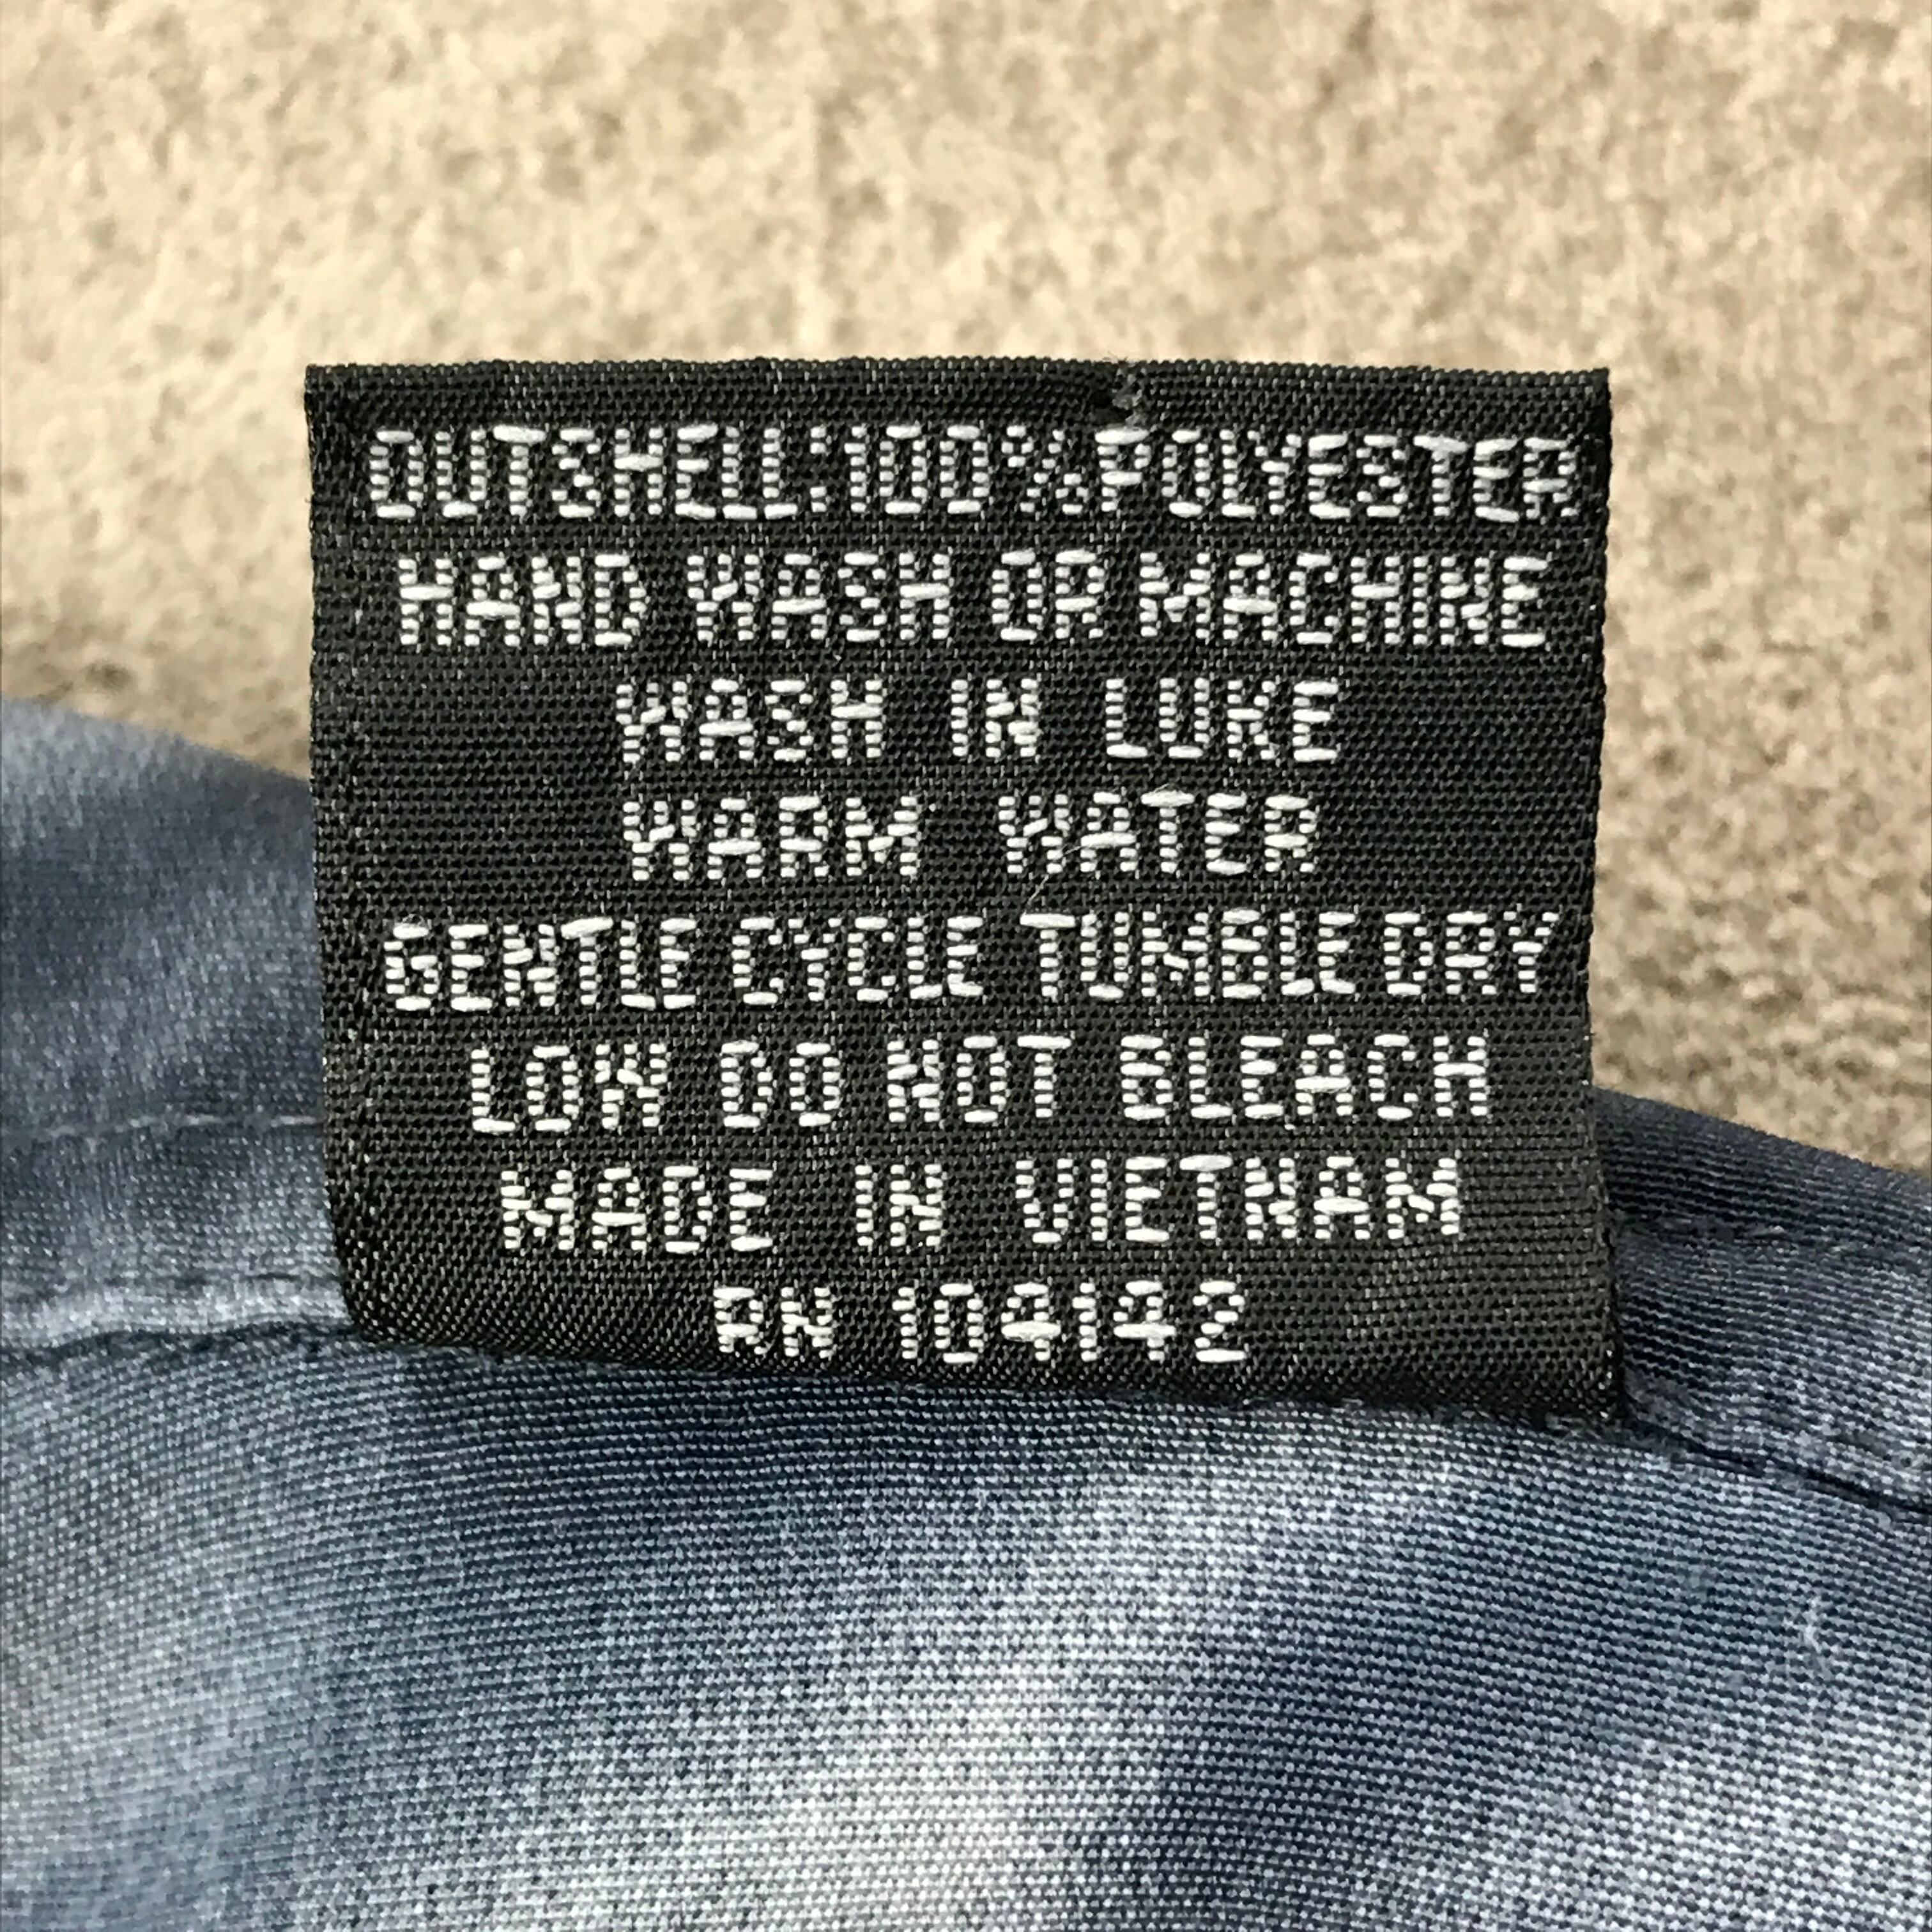 OUTSHELL:100%POLYESTER
HAND WASH OR MACHINE
WASH IN LUKE
WARM WATER
GENTLE CYCLE TUMBLE DRY
LOW DO NOT BLEACH
MADE IN VIETNAM
RN 104142